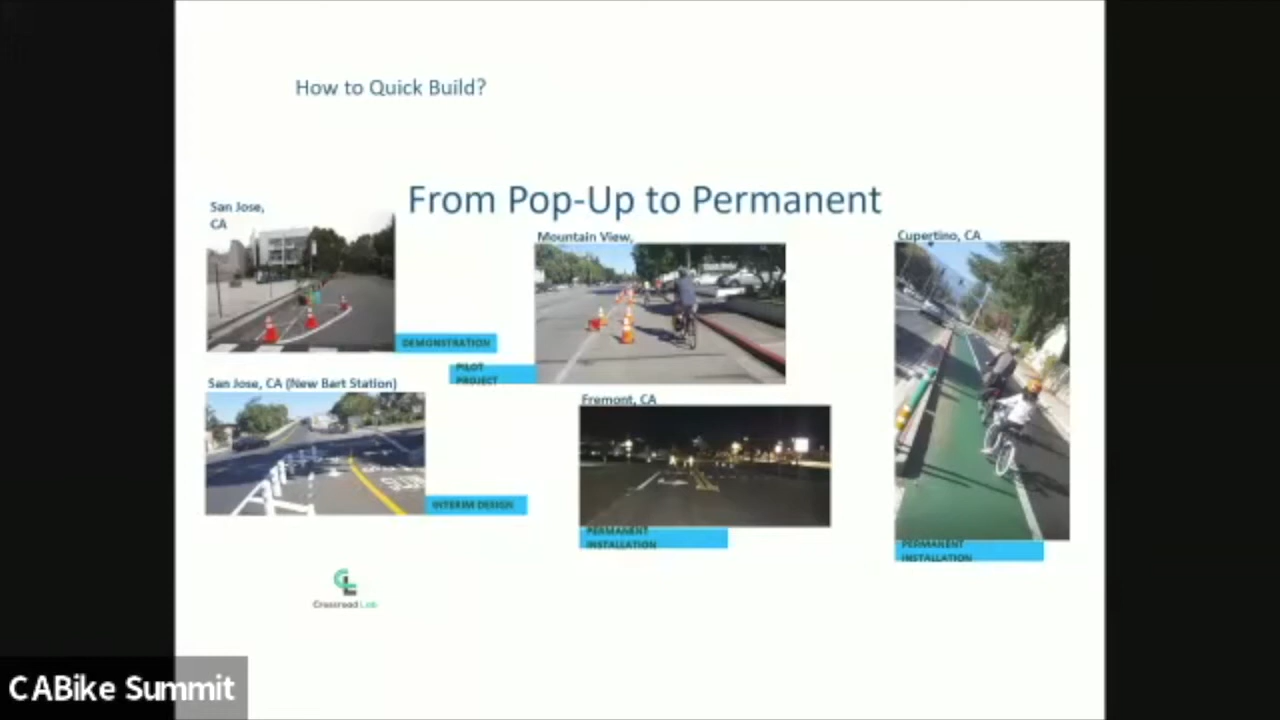 How to Quick Build?
From Pop-Up to Permanent
San Jose,
CA
DEMONSTRATION
Mountain View,
PILOT
PROJECT
Cupertino, CA
PERMANENT
INSTALLATION
San Jose, CA (New Bart Station)
INTERIM DESIGN
Fremont, CA
PERMANENT
INSTALLATION
CL
Crossroad Lab
CABike Summit